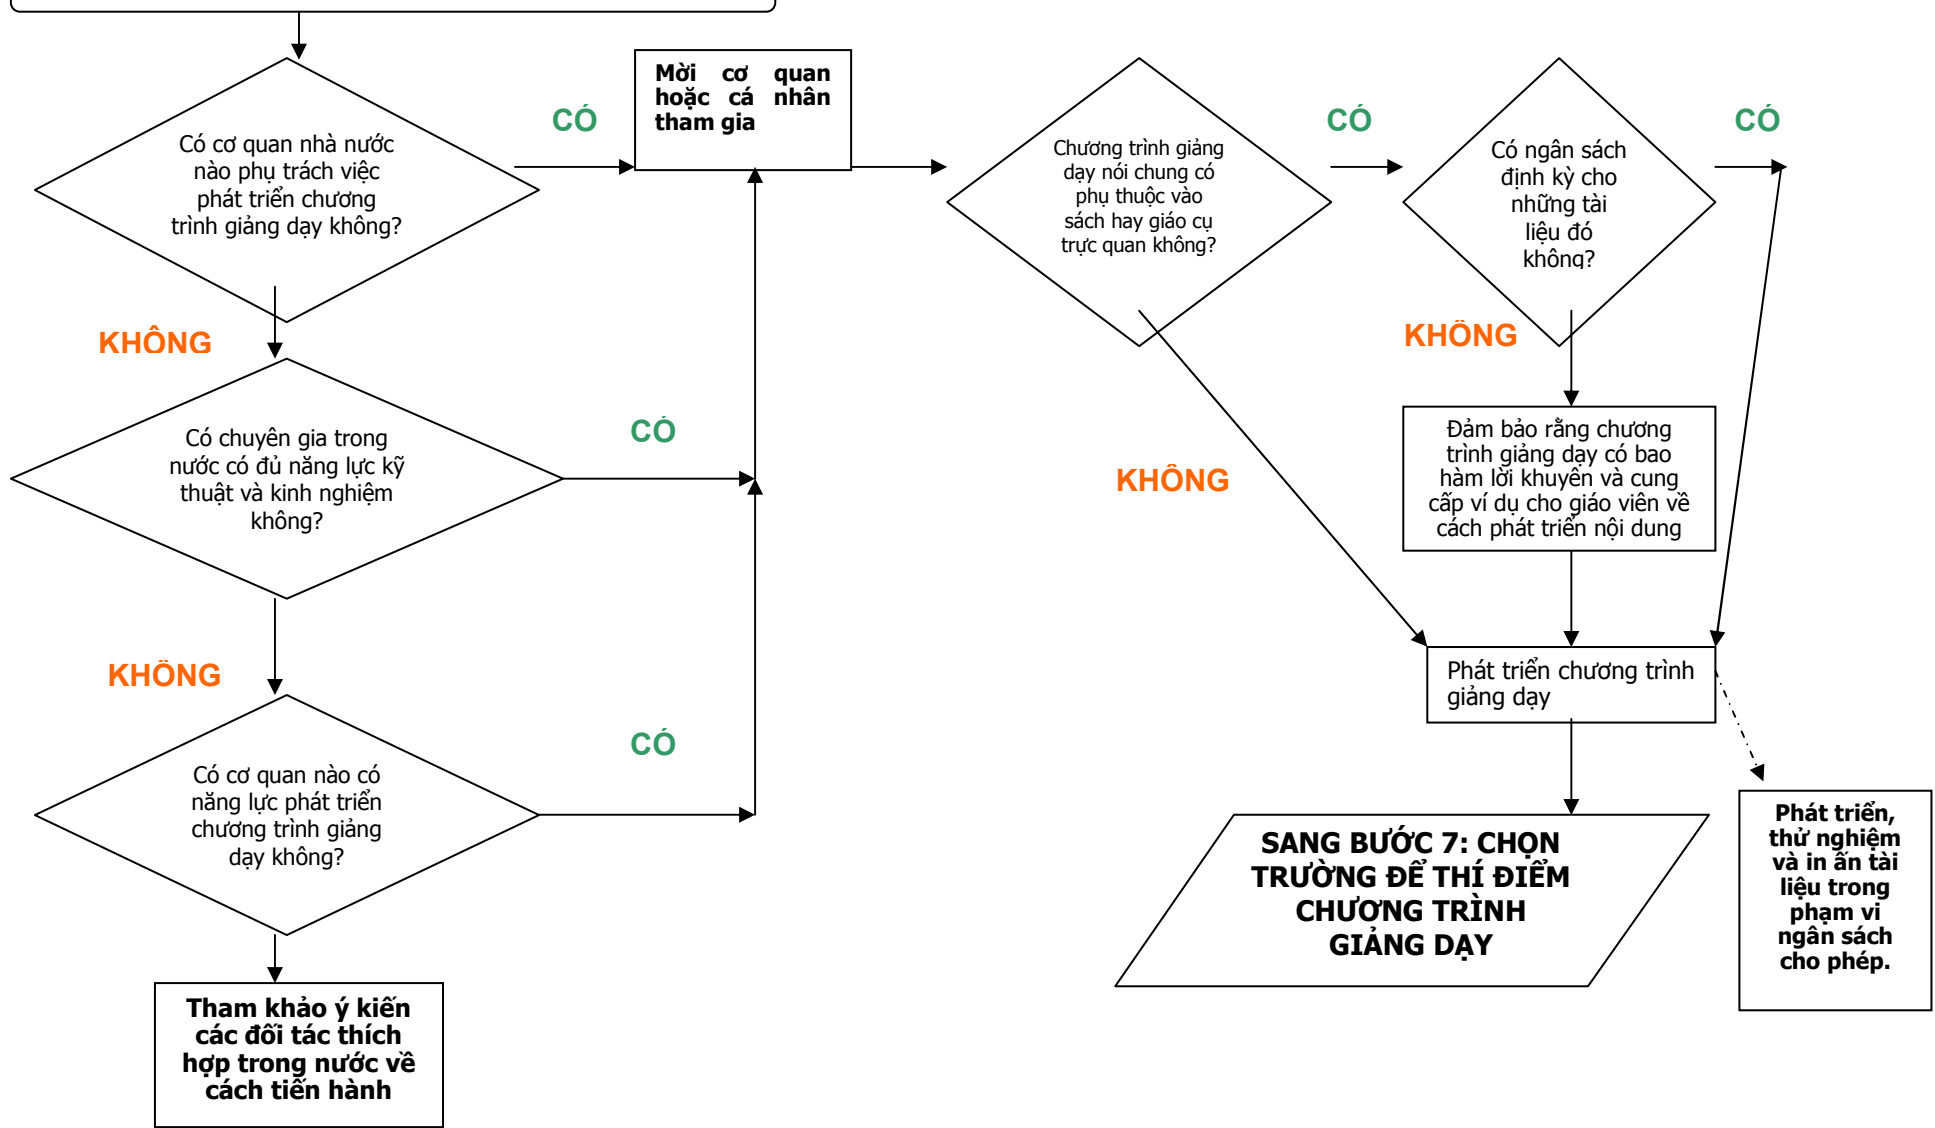 Có cơ quan nhà nước
nào phụ trách việc
phát triển chương
trình giảng dạy không?
CÓ
Mời cơ quan
hoặc cá nhân
tham gia
KHÔNG
Có chuyên gia trong
nước có đủ năng lực kỹ
thuật và kinh nghiệm
không?
CÓ
KHÔNG
Có cơ quan nào có
năng lực phát triển
chương trình giảng
dạy không?
CÓ
Tham khảo ý kiến
các đối tác thích
hợp trong nước về
cách tiến hành
Chương trình giảng
dạy nói chung có
phụ thuộc vào
sách hay giáo cụ
trực quan không?
CÓ
KHÔNG
Có ngân sách
định kỳ cho
những tài
liệu đó
không?
CÓ
KHÔNG
Đảm bảo rằng chương
trình giảng dạy có bao
hàm lời khuyên và cung
cấp ví dụ cho giáo viên về
cách phát triển nội dung
Phát triển chương trình
giảng dạy
SANG BƯỚC 7: CHỌN
TRƯỜNG ĐỂ THÍ ĐIỂM
CHƯƠNG TRÌNH
GIẢNG DẠY
Phát triển,
thử nghiệm
và in ấn tài
liệu trong
phạm vi
ngân sách
cho phép.